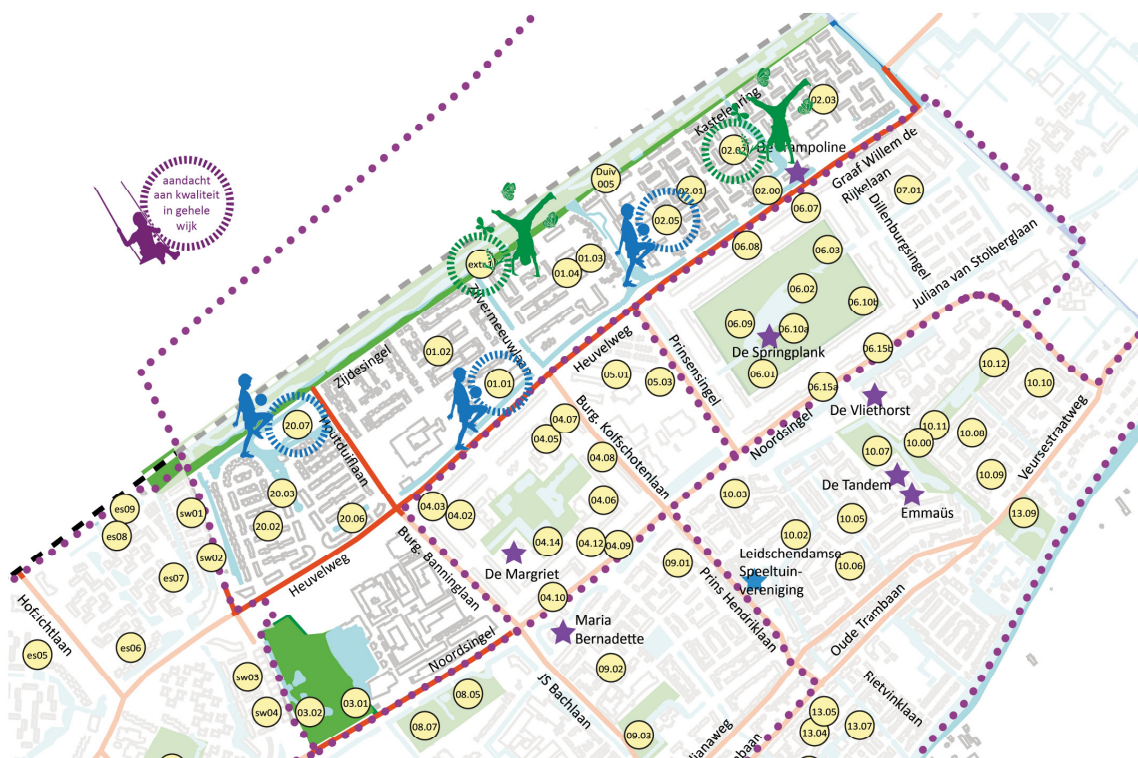 Kastelenring
02.03
02.02
De Trampoline
Graaf Willem de
Rijkelaan
Duiv
005
02.01
02.00
07.01
aandacht
aan kwaliteit
in gehele
wijk
02.05
06.07
Dillenburgsingel
06.08
06.03
Juliana van Stolberglaan
extra
01.03
01.04
06.02
06.10b
Zilvermeeuwlaan
Heuvelweg
06.09
06.10a
De Springplank
Prinsensingel
06.15b
01.02
Zijdesingel
01.01
05.01
05.03
06.01
06.15a
10.12
10.10
De Vliethorst
20.07
Houtduiflaan
04.07
04.05
Burg. Kolfschotenlaan
Noordsingel
10.11
10.00
10.08
10.07
Veursestraatweg
04.08
10.09
De Tandem
Emmaüs
20.03
20.02
20.06
04.03
04.02
04.06
10.03
10.05
13.09
es09
es08
sw01
sw02
es07
Burg. Banninglaan
04.14
04.12
04.09
10.02
De Margriet
09.01
Leidschendamse
Speeltuin-
vereniging
10.06
Heuvelweg
04.10
Prins Hendriklaan
Hofzichtlaan
es05
es06
Noordsingel
Maria
Bernadette
Oude Trambaan
sw03
sw04
03.02
03.01
08.05
08.07
JS Bachlaan
09.02
09.03
Rietvinklaan
13.05
13.04
13.07
lianaweg
mbaan